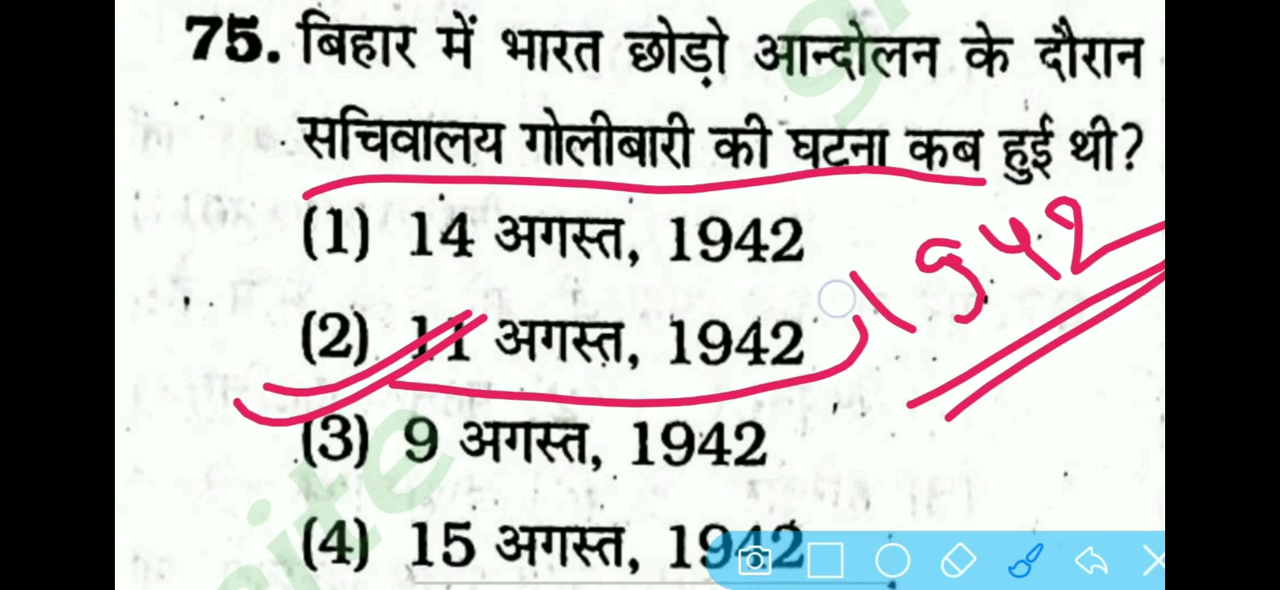 75. बिहार में भारत छोड़ो आन्दोलन के दौरान
सचिवालय गोलीबारी की घटना कब हुई थी?
(1) 14 अगस्त, 1942
1942
(2) 11 अगस्त, 1942
(3) 9 अगस्त, 1942
(4) 15 अगस्त, 1942